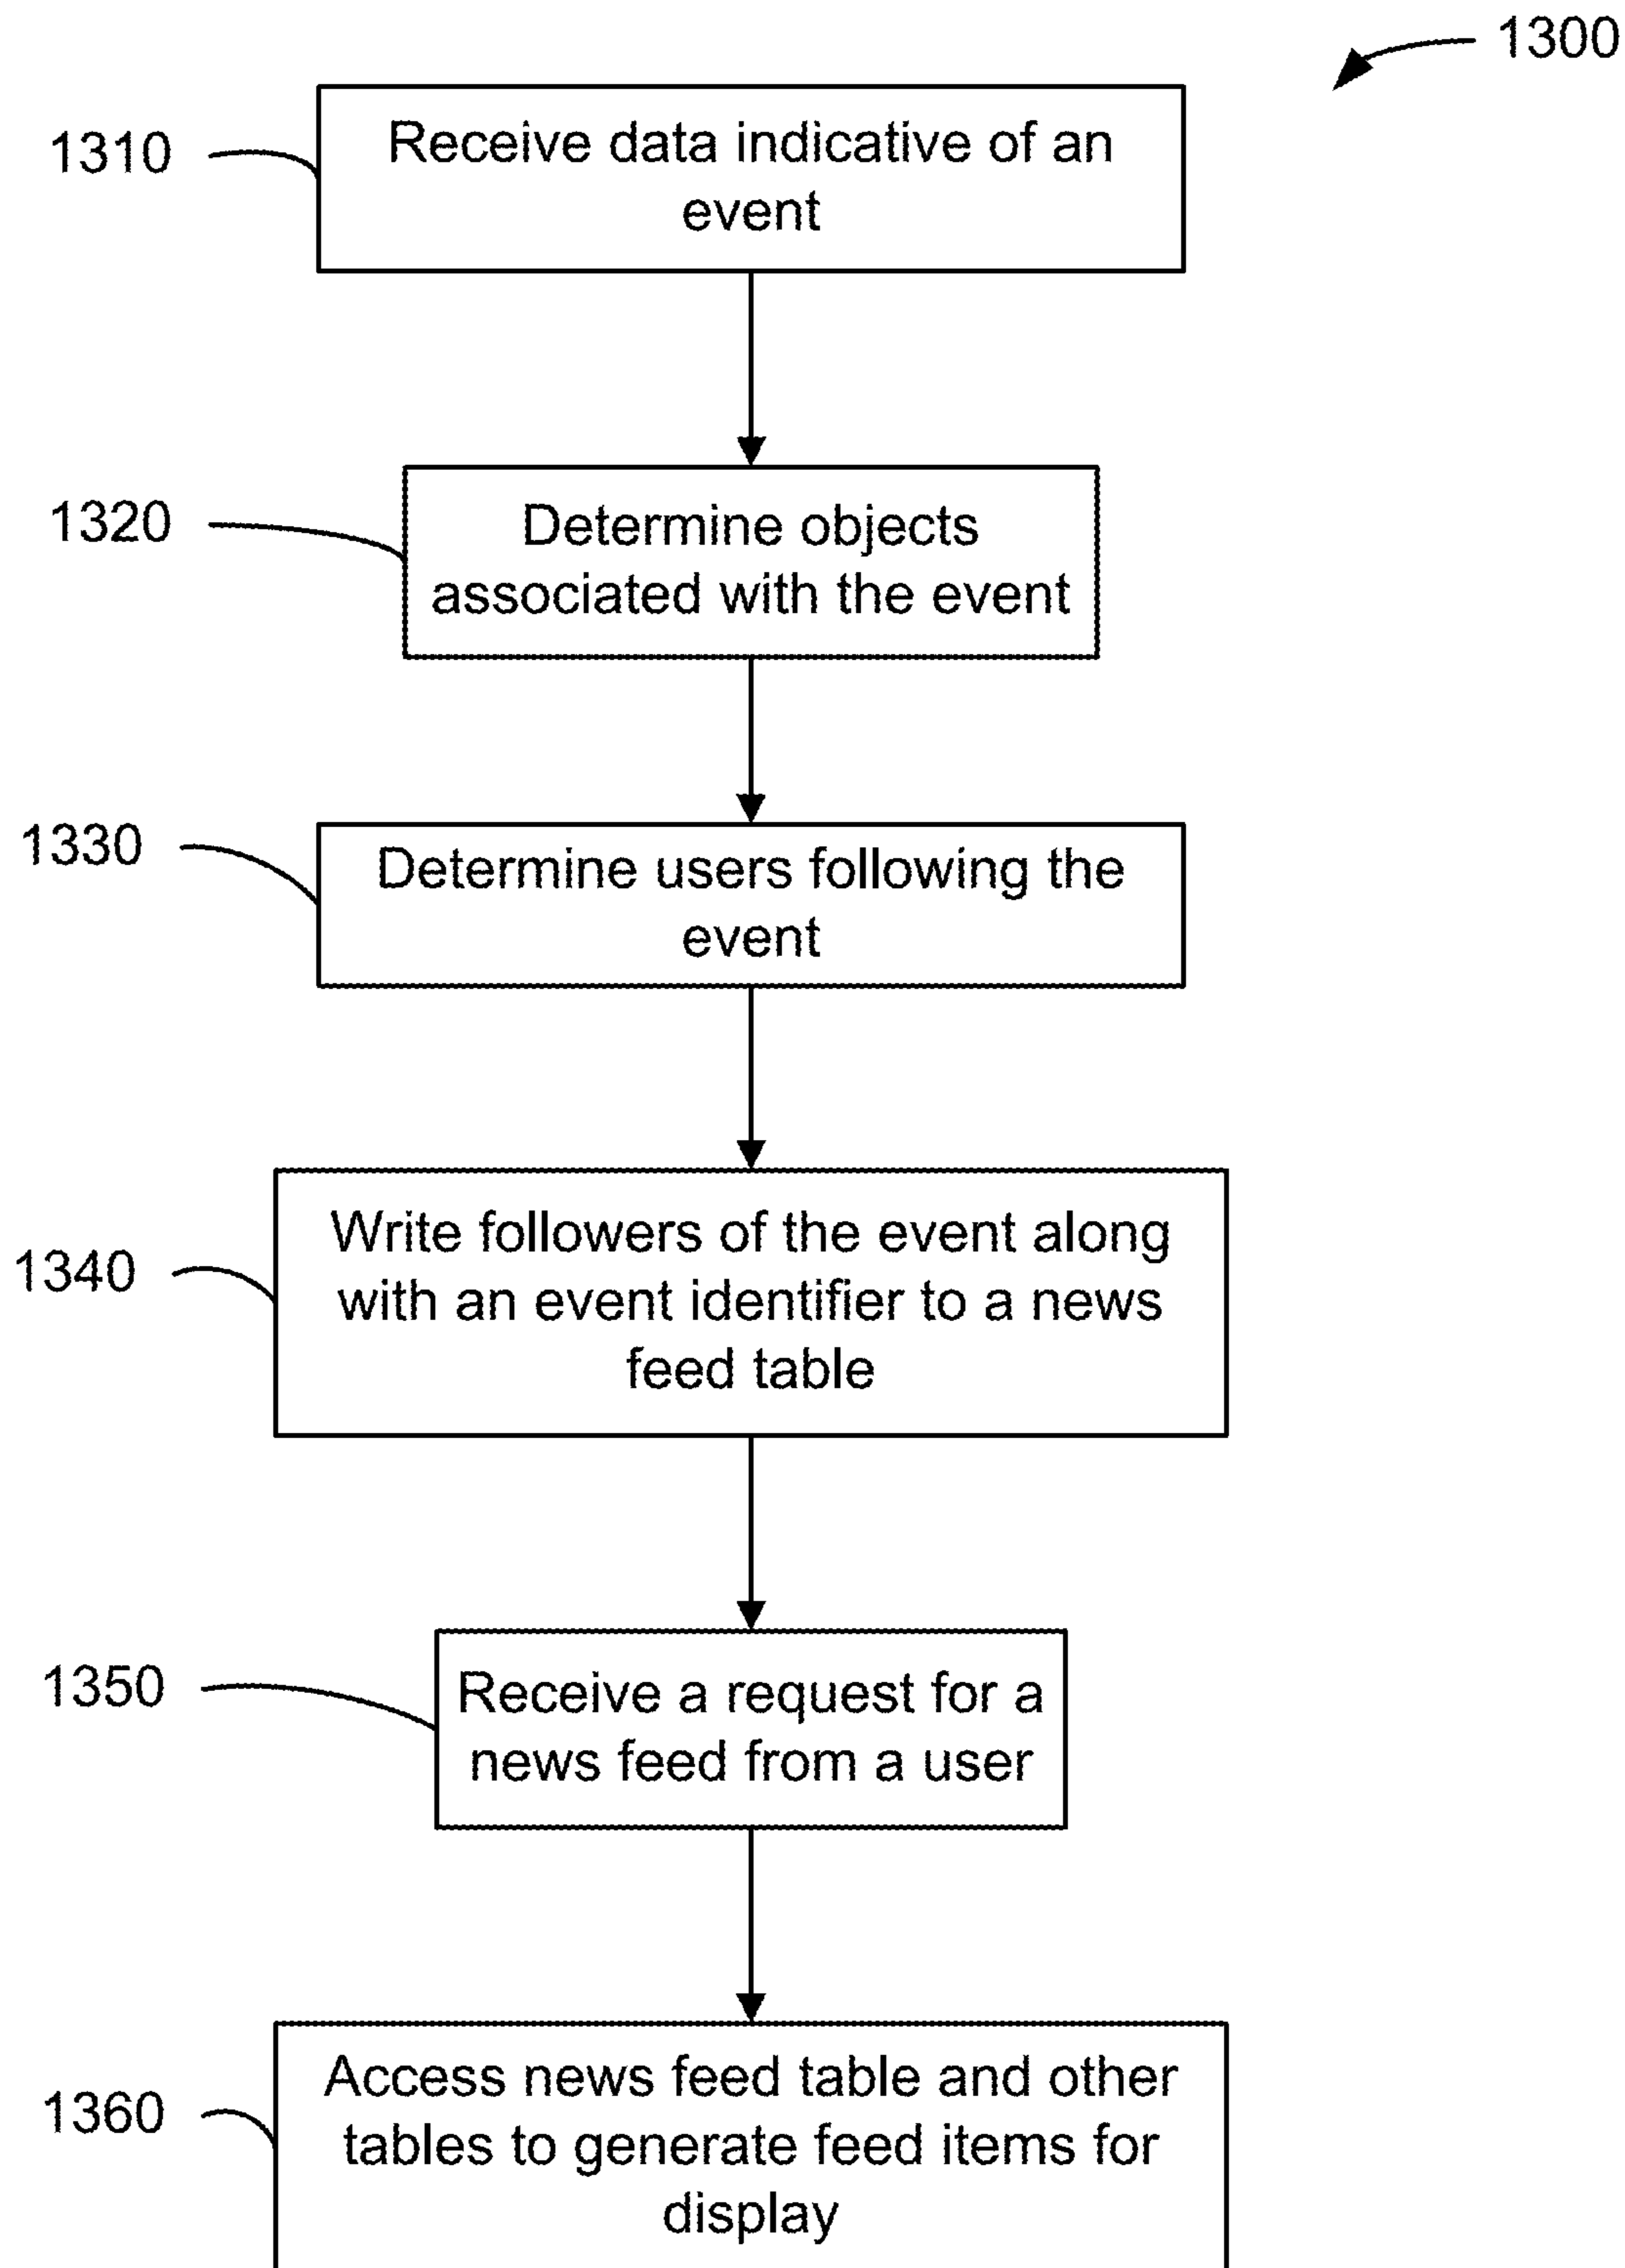 1300
1310
Receive data indicative of an
event
1320
Determine objects
associated with the event
1330
Determine users following the
event
1340
Write followers of the event along
with an event identifier to a news
feed table
1350
Receive a request for a
news feed from a user
1360
Access news feed table and other
tables to generate feed items for
display